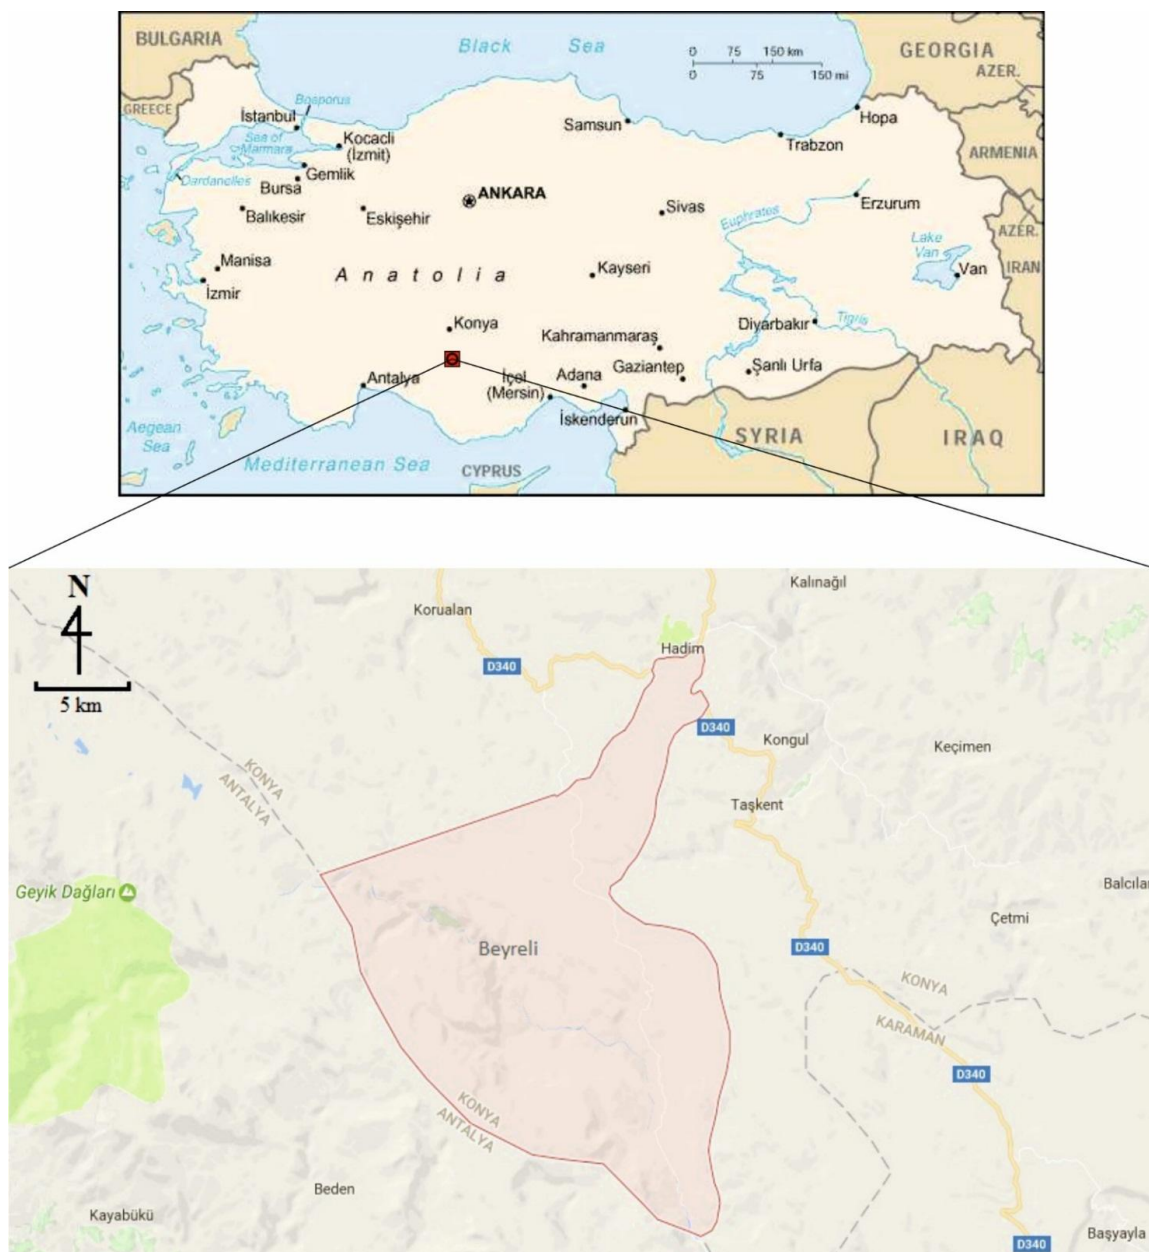 BULGARIA
Black Sea
0 75 150 km
0 75 150 mi
GEORGIA
AZER.
GREECE
Bosporus
İstanbul
Sea of
Marmara
Kocacli
(İzmit)
Samsun
Hopa
Trabzon
ARMENIA
Dardanelles
Gemlik
Bursa
ANKARA
Balıkesir
Eskişehir
Sivas
Euphrates
Erzurum
AZER.
Lake
Van
IRAN
Manisa
Anatolia
Kayseri
Van
İzmir
Konya
Diyarbakır
Tigris
Kahramanmaraş
Gaziantep
Şanlı Urfa
Antalya
İçel
(Mersin)
Adana
İskenderun
Aegean
Sea
SYRIA
IRAQ
Mediterranean Sea
CYPRUS
N
5 km
Kalınağıl
Korualan
Hadim
D340
D340
Kongul
Keçimen
KONYA
ANTALYA
Taşkent
Geyik Dağları
Balcılar
Çetmi
Beyreli
D340
KONYA
KARAMAN
D340
KONYA
ANTALYA
Beden
Kayabükü
D340
Başyayla